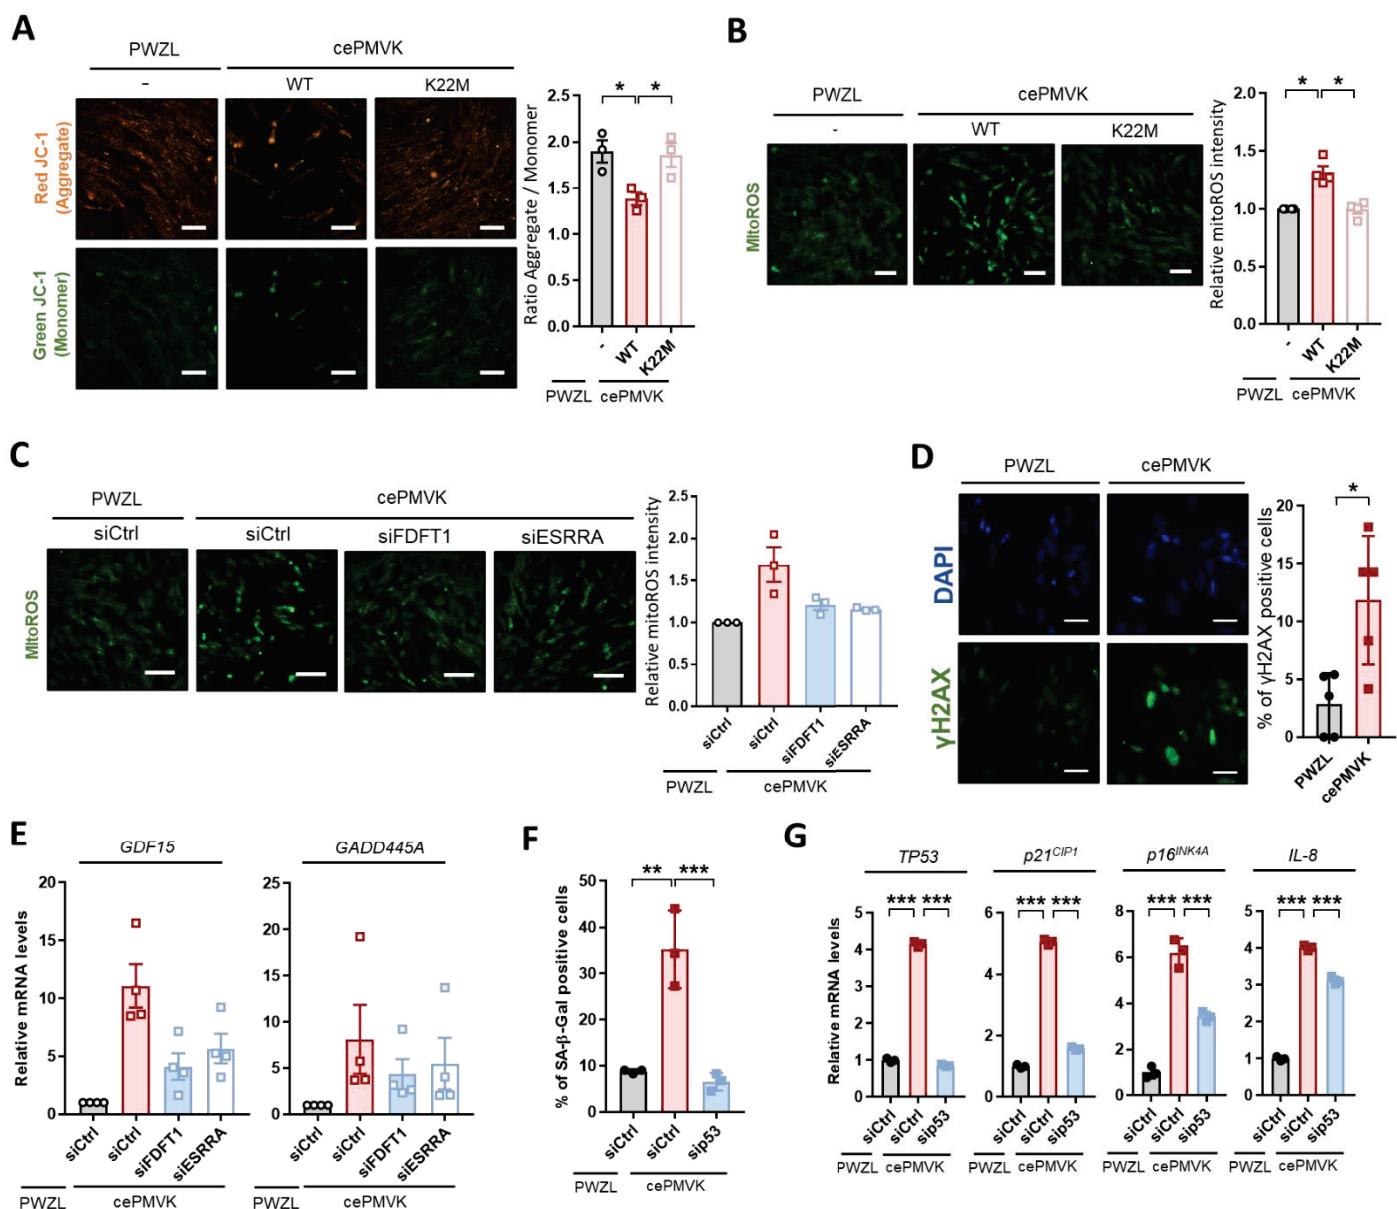 A
PWZL cePMVK
- WT K22M
Red JC-1
(Aggregate)
Green JC-1
(Monomer)
Ratio Aggregate / Monomer
2.5
2.0
1.5
1.0
0.5
0.0
* *
- WT K22M
PWZL cePMVK
B
PWZL cePMVK
- WT K22M
MItoROS
Relative mitoROS intensity
2.0
1.5
1.0
0.5
0.0
* *
- WT K22M
PWZL cePMVK
C
PWZL cePMVK
siCtrl siCtrl siFDFT1 siESRRA
MItoROS
Relative mitoROS intensity
2.5
2.0
1.5
1.0
0.5
0.0
siCtrl siCtrl siFDFT1 siESRRA
PWZL cePMVK
D
PWZL cePMVK
DAPI
γH2AX
% of γH2AX positive cells
20
15
10
5
0
*
PWZL cePMVK
E
GDF15
Relative mRNA levels
20
15
10
5
0
siCtrl siCtrl siFDFT1 siESRRA
PWZL cePMVK
GADD445A
25
20
15
10
5
0
siCtrl siCtrl siFDFT1 siESRRA
PWZL cePMVK
F
% of SA-β-Gal positive cells
50
40
30
20
10
0
** ***
siCtrl siCtrl sip53
PWZL cePMVK
G
TP53
Relative mRNA levels
5
4
3
2
1
0
*** ***
siCtrl siCtrl sip53
PWZL cePMVK
p21CIP1
6
4
2
0
*** ***
siCtrl siCtrl sip53
PWZL cePMVK
p16INK4A
8
6
4
2
0
*** ***
siCtrl siCtrl sip53
PWZL cePMVK
IL-8
5
4
3
2
1
0
*** ***
siCtrl siCtrl sip53
PWZL cePMVK